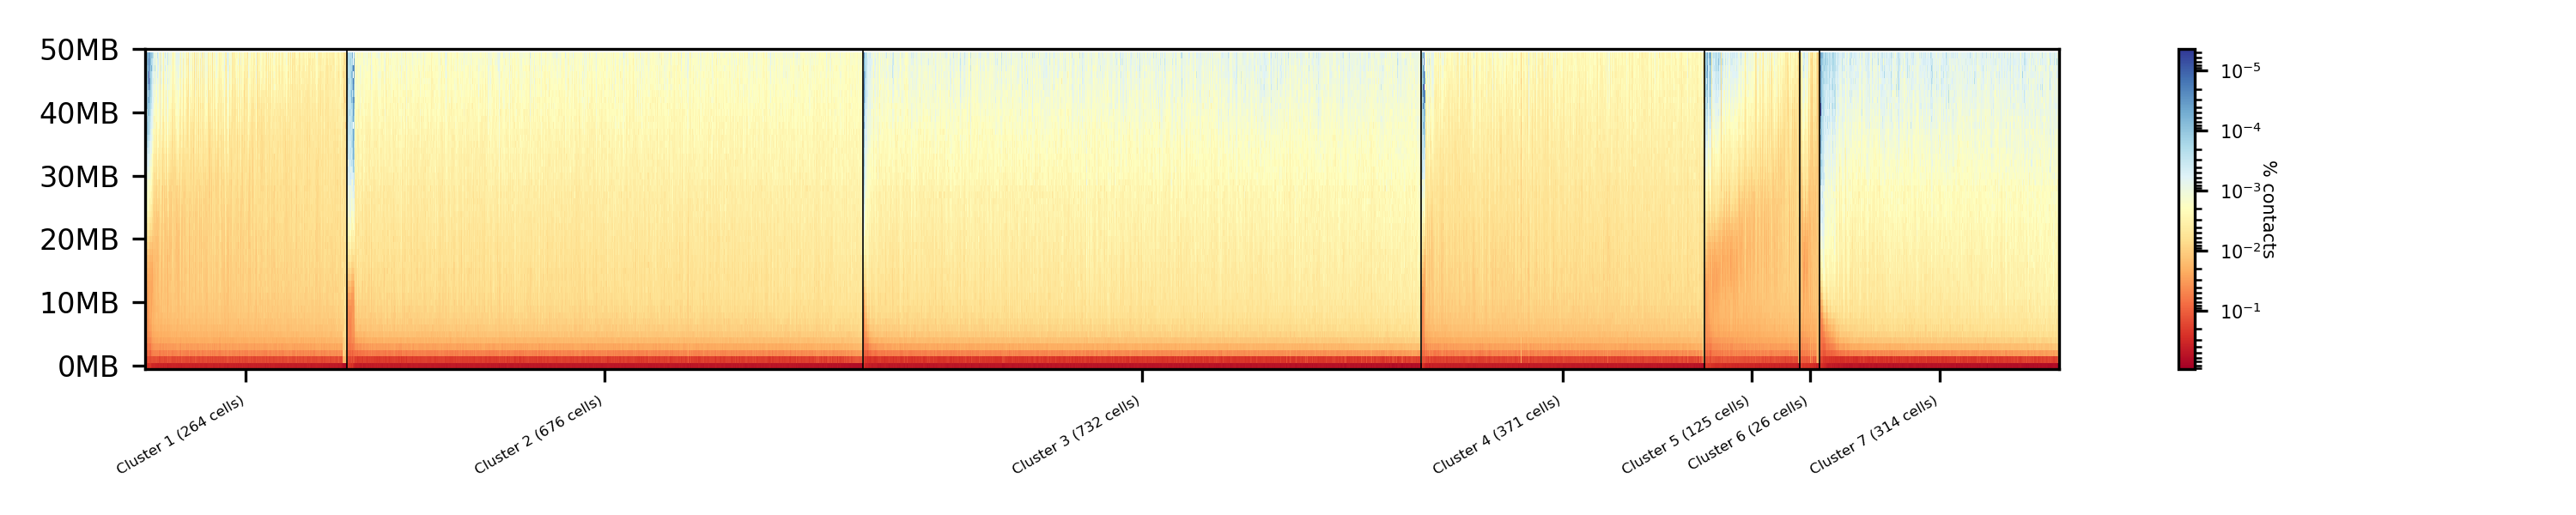 50MB
40MB
30MB
20MB
10MB
0MB
Cluster 1 (264 cells)
Cluster 2 (676 cells)
Cluster 3 (732 cells)
Cluster 4 (371 cells)
Cluster 5 (125 cells)
Cluster 6 (26 cells)
Cluster 7 (314 cells)
10⁻⁵
10⁻⁴
10⁻³
10⁻²
10⁻¹
% contacts